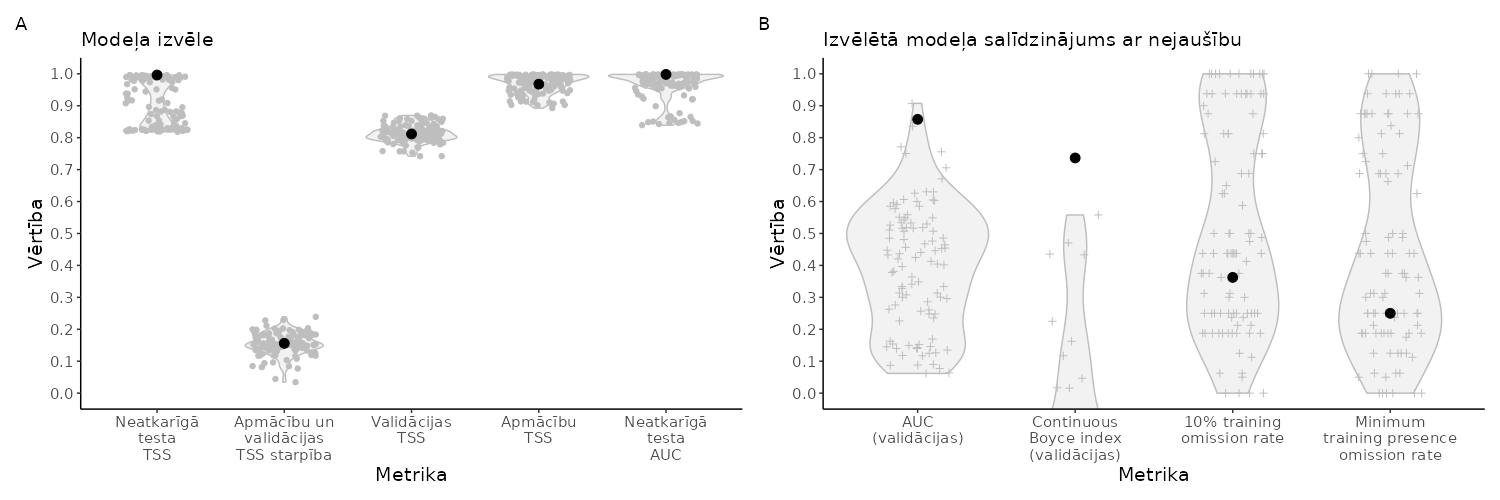 A
Modeļa izvēle
Vērtība
1.0
0.9
0.8
0.7
0.6
0.5
0.4
0.3
0.2
0.1
0.0
Neatkarīgā
testa
TSS
Apmācību un
validācijas
TSS starpība
Validācijas
TSS
Apmācību
TSS
Neatkarīgā
testa
AUC
Metrika
B
Izvēlētā modeļa salīdzinājums ar nejaušību
Vērtība
1.0
0.9
0.8
0.7
0.6
0.5
0.4
0.3
0.2
0.1
0.0
AUC
(validācijas)
Continuous
Boyce index
(validācijas)
10% training
omission rate
Minimum
training presence
omission rate
Metrika